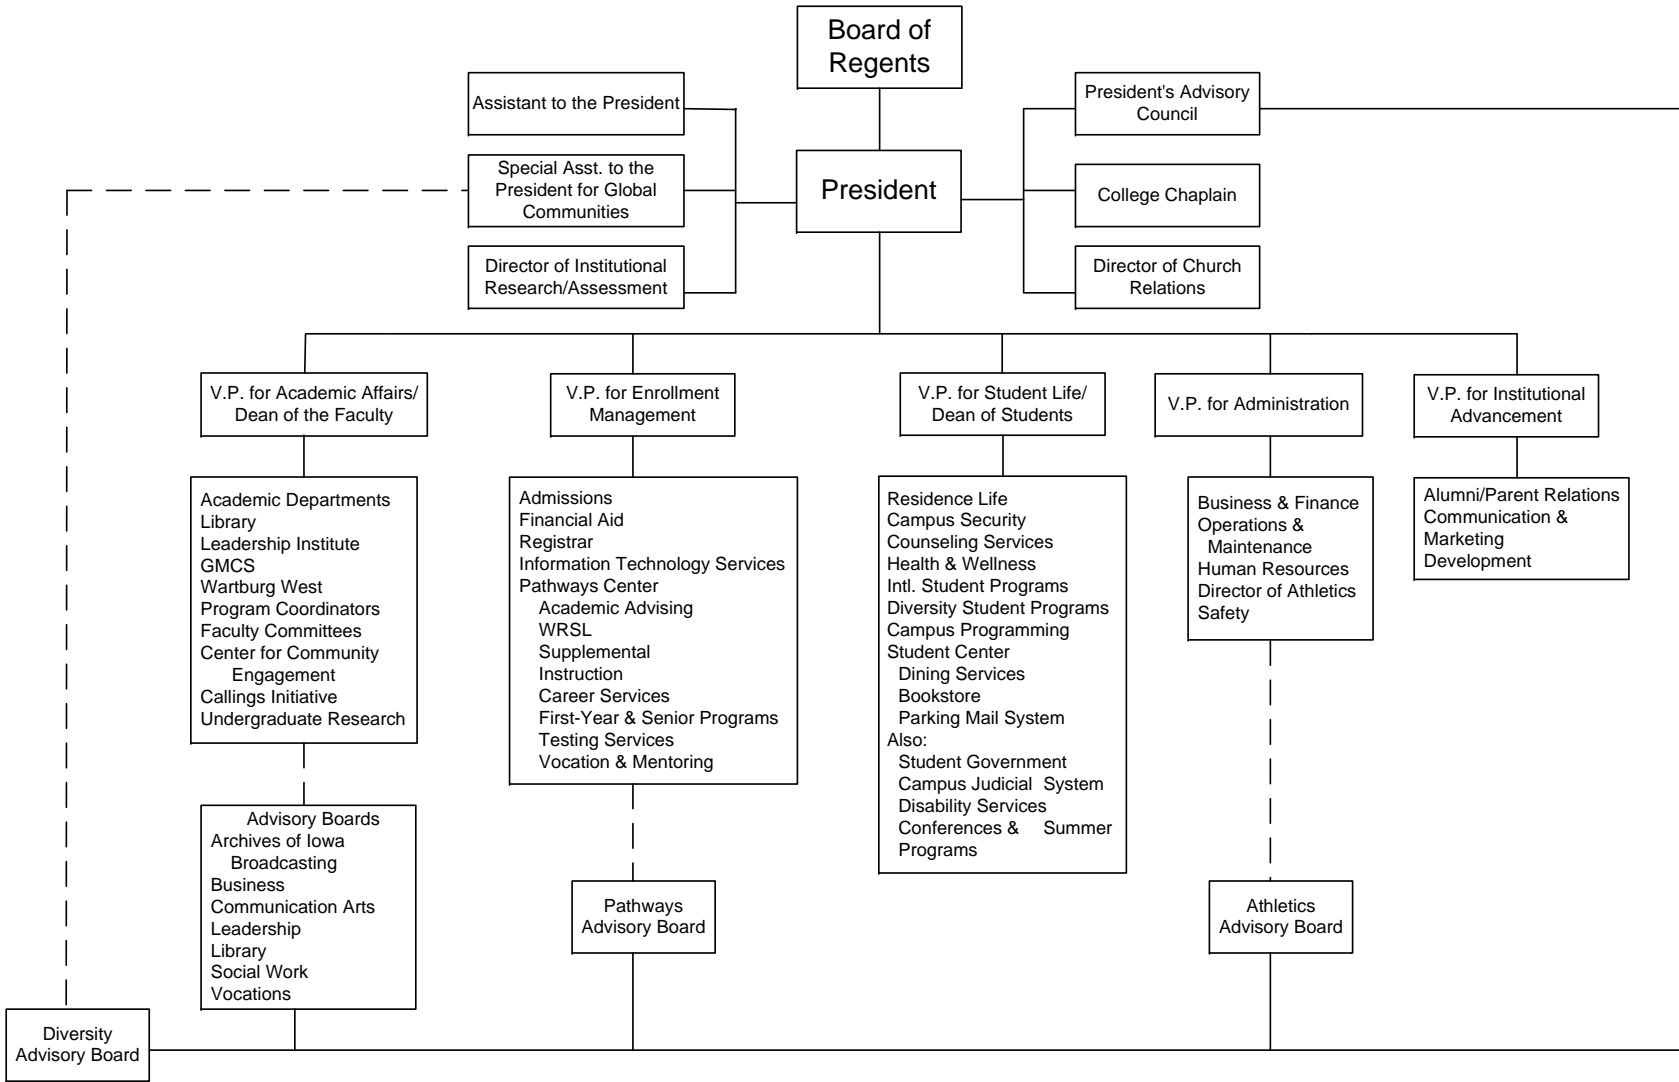 Board of
Regents
Assistant to the President
President's Advisory
Council
Special Asst. to the
President for Global
Communities
President
College Chaplain
Director of Institutional
Research/Assessment
Director of Church
Relations
V.P. for Academic Affairs/
Dean of the Faculty
V.P. for Enrollment
Management
V.P. for Student Life/
Dean of Students
V.P. for Administration
V.P. for Institutional
Advancement
Academic Departments
Library
Leadership Institute
GMCS
Wartburg West
Program Coordinators
Faculty Committees
Center for Community
Engagement
Callings Initiative
Undergraduate Research
Admissions
Financial Aid
Registrar
Information Technology Services
Pathways Center
Academic Advising
WRSL
Supplemental
Instruction
Career Services
First-Year & Senior Programs
Testing Services
Vocation & Mentoring
Residence Life
Campus Security
Counseling Services
Health & Wellness
Intl. Student Programs
Diversity Student Programs
Campus Programming
Student Center
Dining Services
Bookstore
Parking Mail System
Also:
Student Government
Campus Judicial System
Disability Services
Conferences & Summer
Programs
Business & Finance
Operations &
Maintenance
Human Resources
Director of Athletics
Safety
Alumni/Parent Relations
Communication &
Marketing
Development
Advisory Boards
Archives of Iowa
Broadcasting
Business
Communication Arts
Leadership
Library
Social Work
Vocations
Pathways
Advisory Board
Athletics
Advisory Board
Diversity
Advisory Board